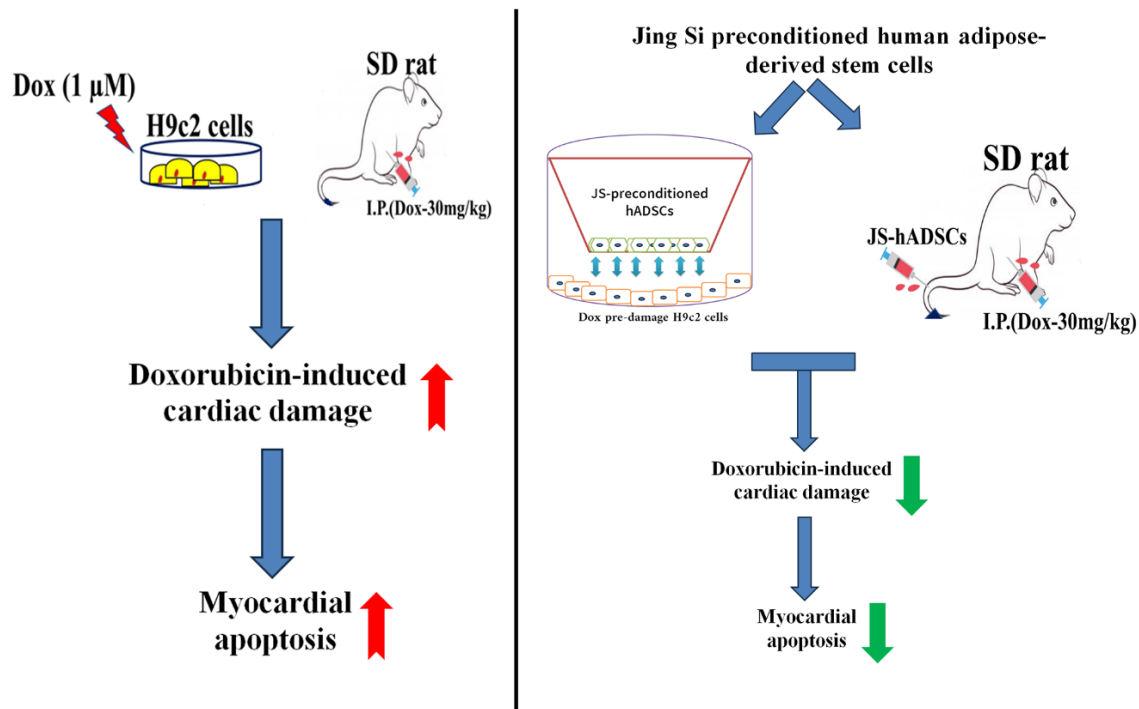 Dox (1 µM)
H9c2 cells
SD rat
I.P.(Dox-30mg/kg)
Doxorubicin-induced
cardiac damage
Myocardial
apoptosis
Jing Si preconditioned human adipose-
derived stem cells
JS-preconditioned
hADSCs
Dox pre-damage H9c2 cells
SD rat
JS-hADSCs
I.P.(Dox-30mg/kg)
Doxorubicin-induced
cardiac damage
Myocardial
apoptosis